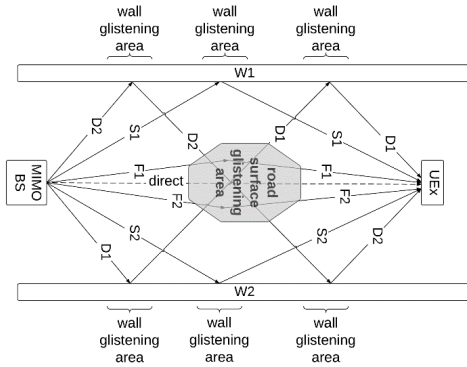 wall
glistening
area
wall
glistening
area
wall
glistening
area
W1
D2
S1
D2
D1
S1
D1
MIMO
BS
F1
direct
F2
road
surface
glistening
area
F1
F2
UEx
D1
S2
S2
D2
W2
wall
glistening
area
wall
glistening
area
wall
glistening
area